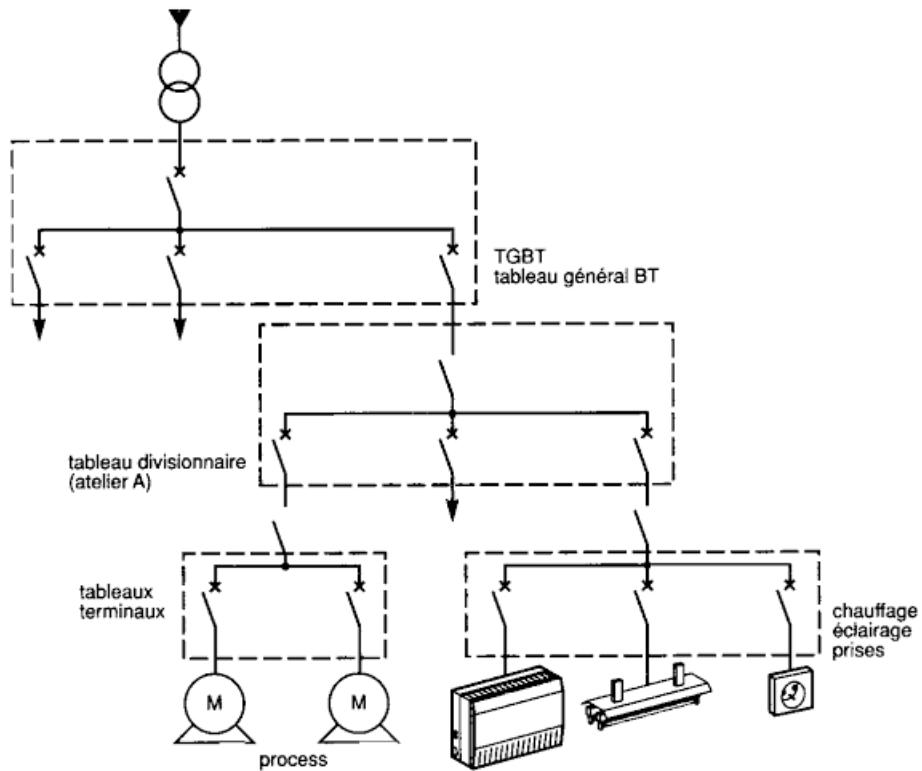 TGBT
tableau général BT
tableau divisionnaire
(atelier A)
tableaux
terminaux
chauffage
éclairage
prises
M
M
process